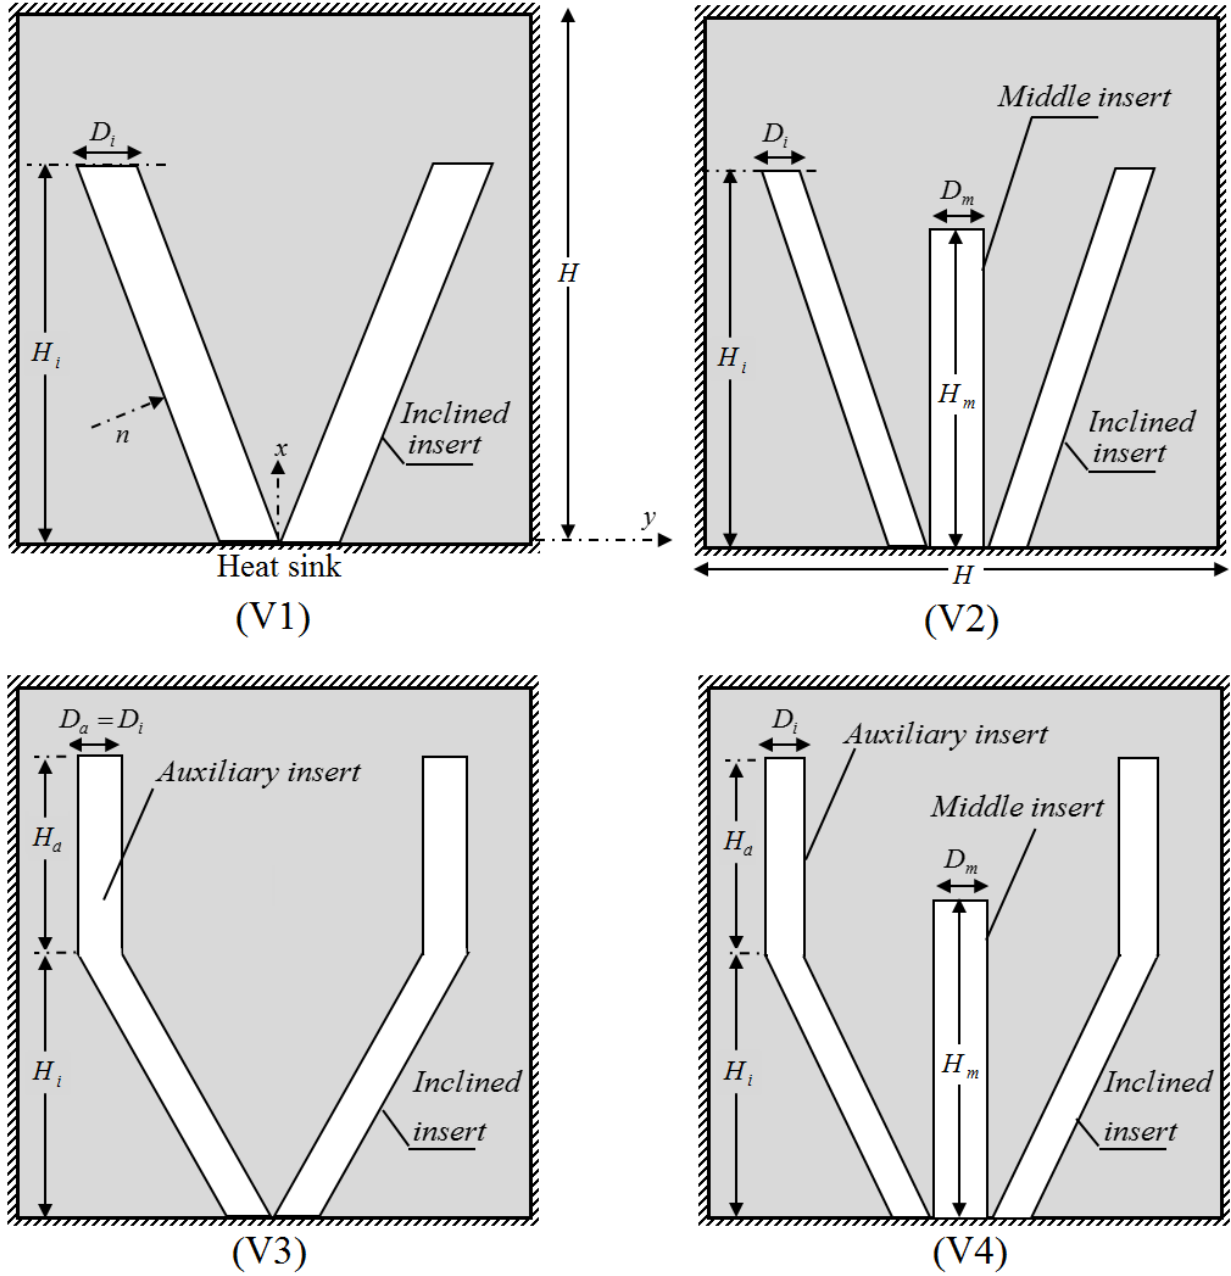 D_i
H_i
n
x
Inclined
insert
H
y
Heat sink
(V1)
Middle insert
D_i
D_m
H_i
H_m
Inclined
insert
H
(V2)
D_a = D_i
Auxiliary insert
H_a
H_i
Inclined
insert
(V3)
D_i
Auxiliary insert
Middle insert
H_a
D_m
H_i
H_m
Inclined
insert
(V4)